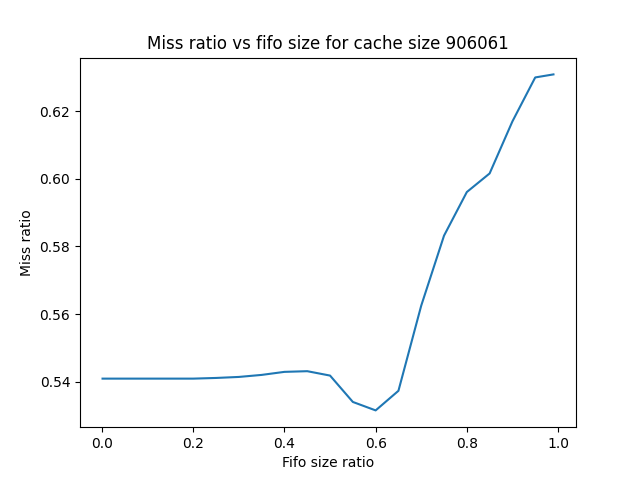 Miss ratio vs fifo size for cache size 906061
Miss ratio
0.62
0.60
0.58
0.56
0.54
0.0 0.2 0.4 0.6 0.8 1.0
Fifo size ratio